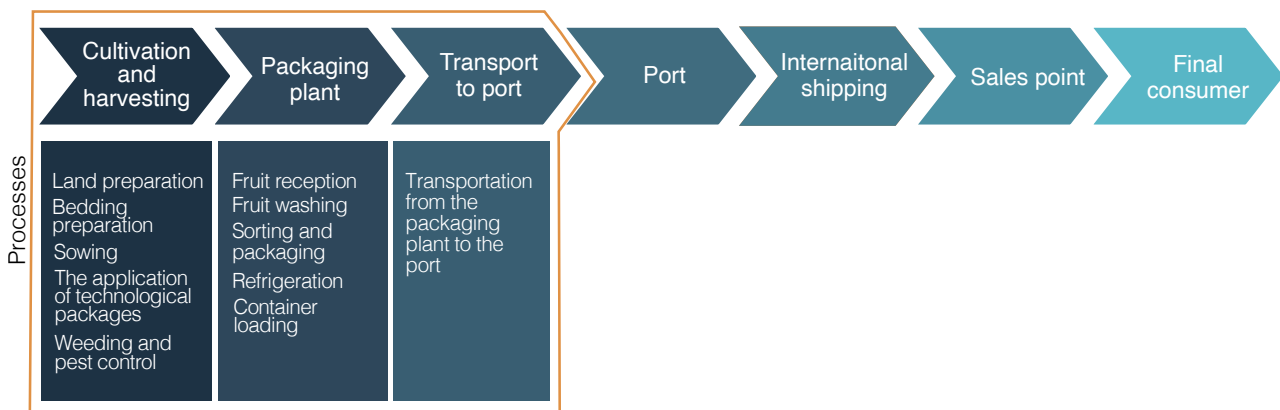 Cultivation
and
harvesting
Packaging
plant
Transport
to port
Port
Internaitonal
shipping
Sales point
Final
consumer
Processes
Land preparation
Bedding
preparation
Sowing
The application
of technological
packages
Weeding and
pest control
Fruit reception
Fruit washing
Sorting and
packaging
Refrigeration
Container
loading
Transportation
from the
packaging
plant to the
port